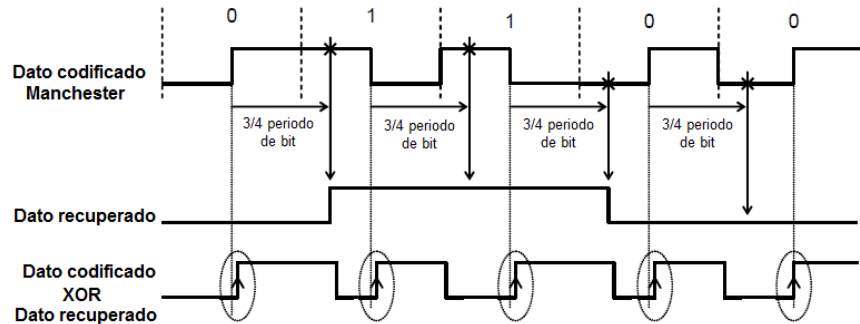 0 1 1 0 0
Dato codificado
Manchester
3/4 periodo
de bit
3/4 periodo
de bit
3/4 periodo
de bit
3/4 periodo
de bit
Dato recuperado
Dato codificado
XOR
Dato recuperado